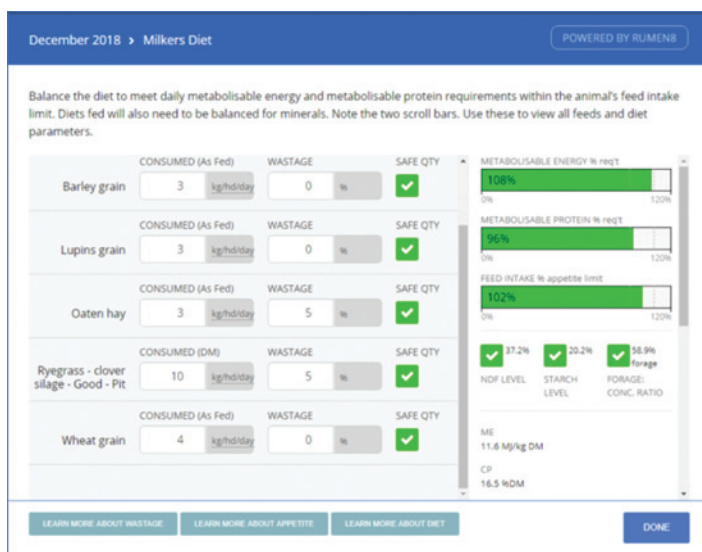 December 2018 > Milkers Diet
POWERED BY RUMEN8
Balance the diet to meet daily metabolisable energy and metabolisable protein requirements within the animal's feed intake
limit. Diets fed will also need to be balanced for minerals. Note the two scroll bars. Use these to view all feeds and diet
parameters.
CONSUMED (As Fed) WASTAGE SAFE QTY
Barley grain 3 kg/hd/day 0 %
CONSUMED (As Fed) WASTAGE SAFE QTY
Lupins grain 3 kg/hd/day 0 %
CONSUMED (As Fed) WASTAGE SAFE QTY
Oaten hay 3 kg/hd/day 5 %
CONSUMED (DM) WASTAGE SAFE QTY
Ryegrass - clover
silage - Good - Pit 10 kg/hd/day 5 %
CONSUMED (As Fed) WASTAGE SAFE QTY
Wheat grain 4 kg/hd/day 0 %
METABOLISABLE ENERGY % req't
108%
0% 120%
METABOLISABLE PROTEIN % req't
96%
0% 120%
FEED INTAKE % appetite limit
102%
0% 120%
37.2% 20.2% 58.9%
forage
NDF LEVEL STARCH FORAGE:
LEVEL CONC. RATIO
ME
11.6 MJ/kg DM
CP
16.5 %DM
LEARN MORE ABOUT WASTAGE LEARN MORE ABOUT APPETITE LEARN MORE ABOUT DIET
DONE